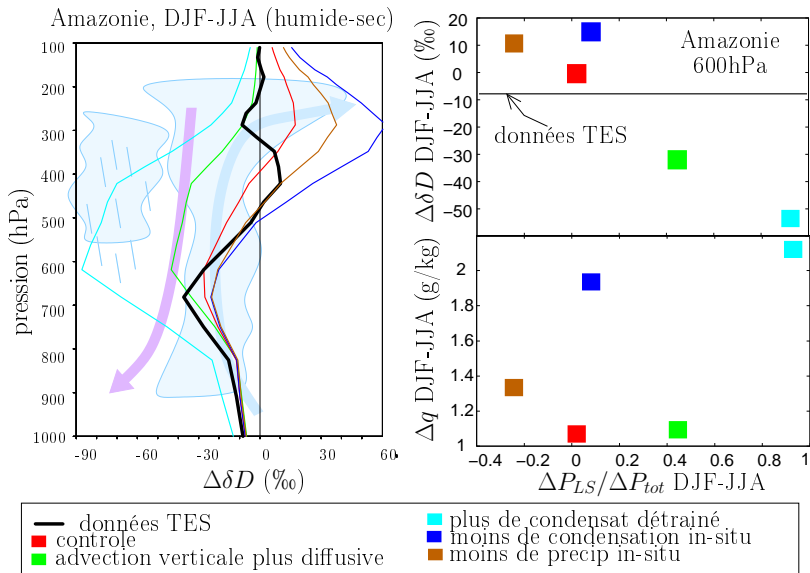 Amazonie, DJF-JJA (humide-sec)
pression (hPa)
100
200
300
400
500
600
700
800
900
1000
-90
-30
0
-30
60
ΔδD (‰)
ΔδD DJF-JJA (‰)
20
10
0
−10
−20
−30
−40
−50
Amazonie
600hPa
données TES
Δq DJF-JJA (g/kg)
2
1.8
1.6
1.4
1.2
1
−0.4
−0.2
0
0.2
0.4
0.6
0.8
1
ΔP_LS/ΔP_tot DJF-JJA
données TES
controle
advection verticale plus diffusive
plus de condensat détrainé
moins de condensation in-situ
moins de precip in-situ